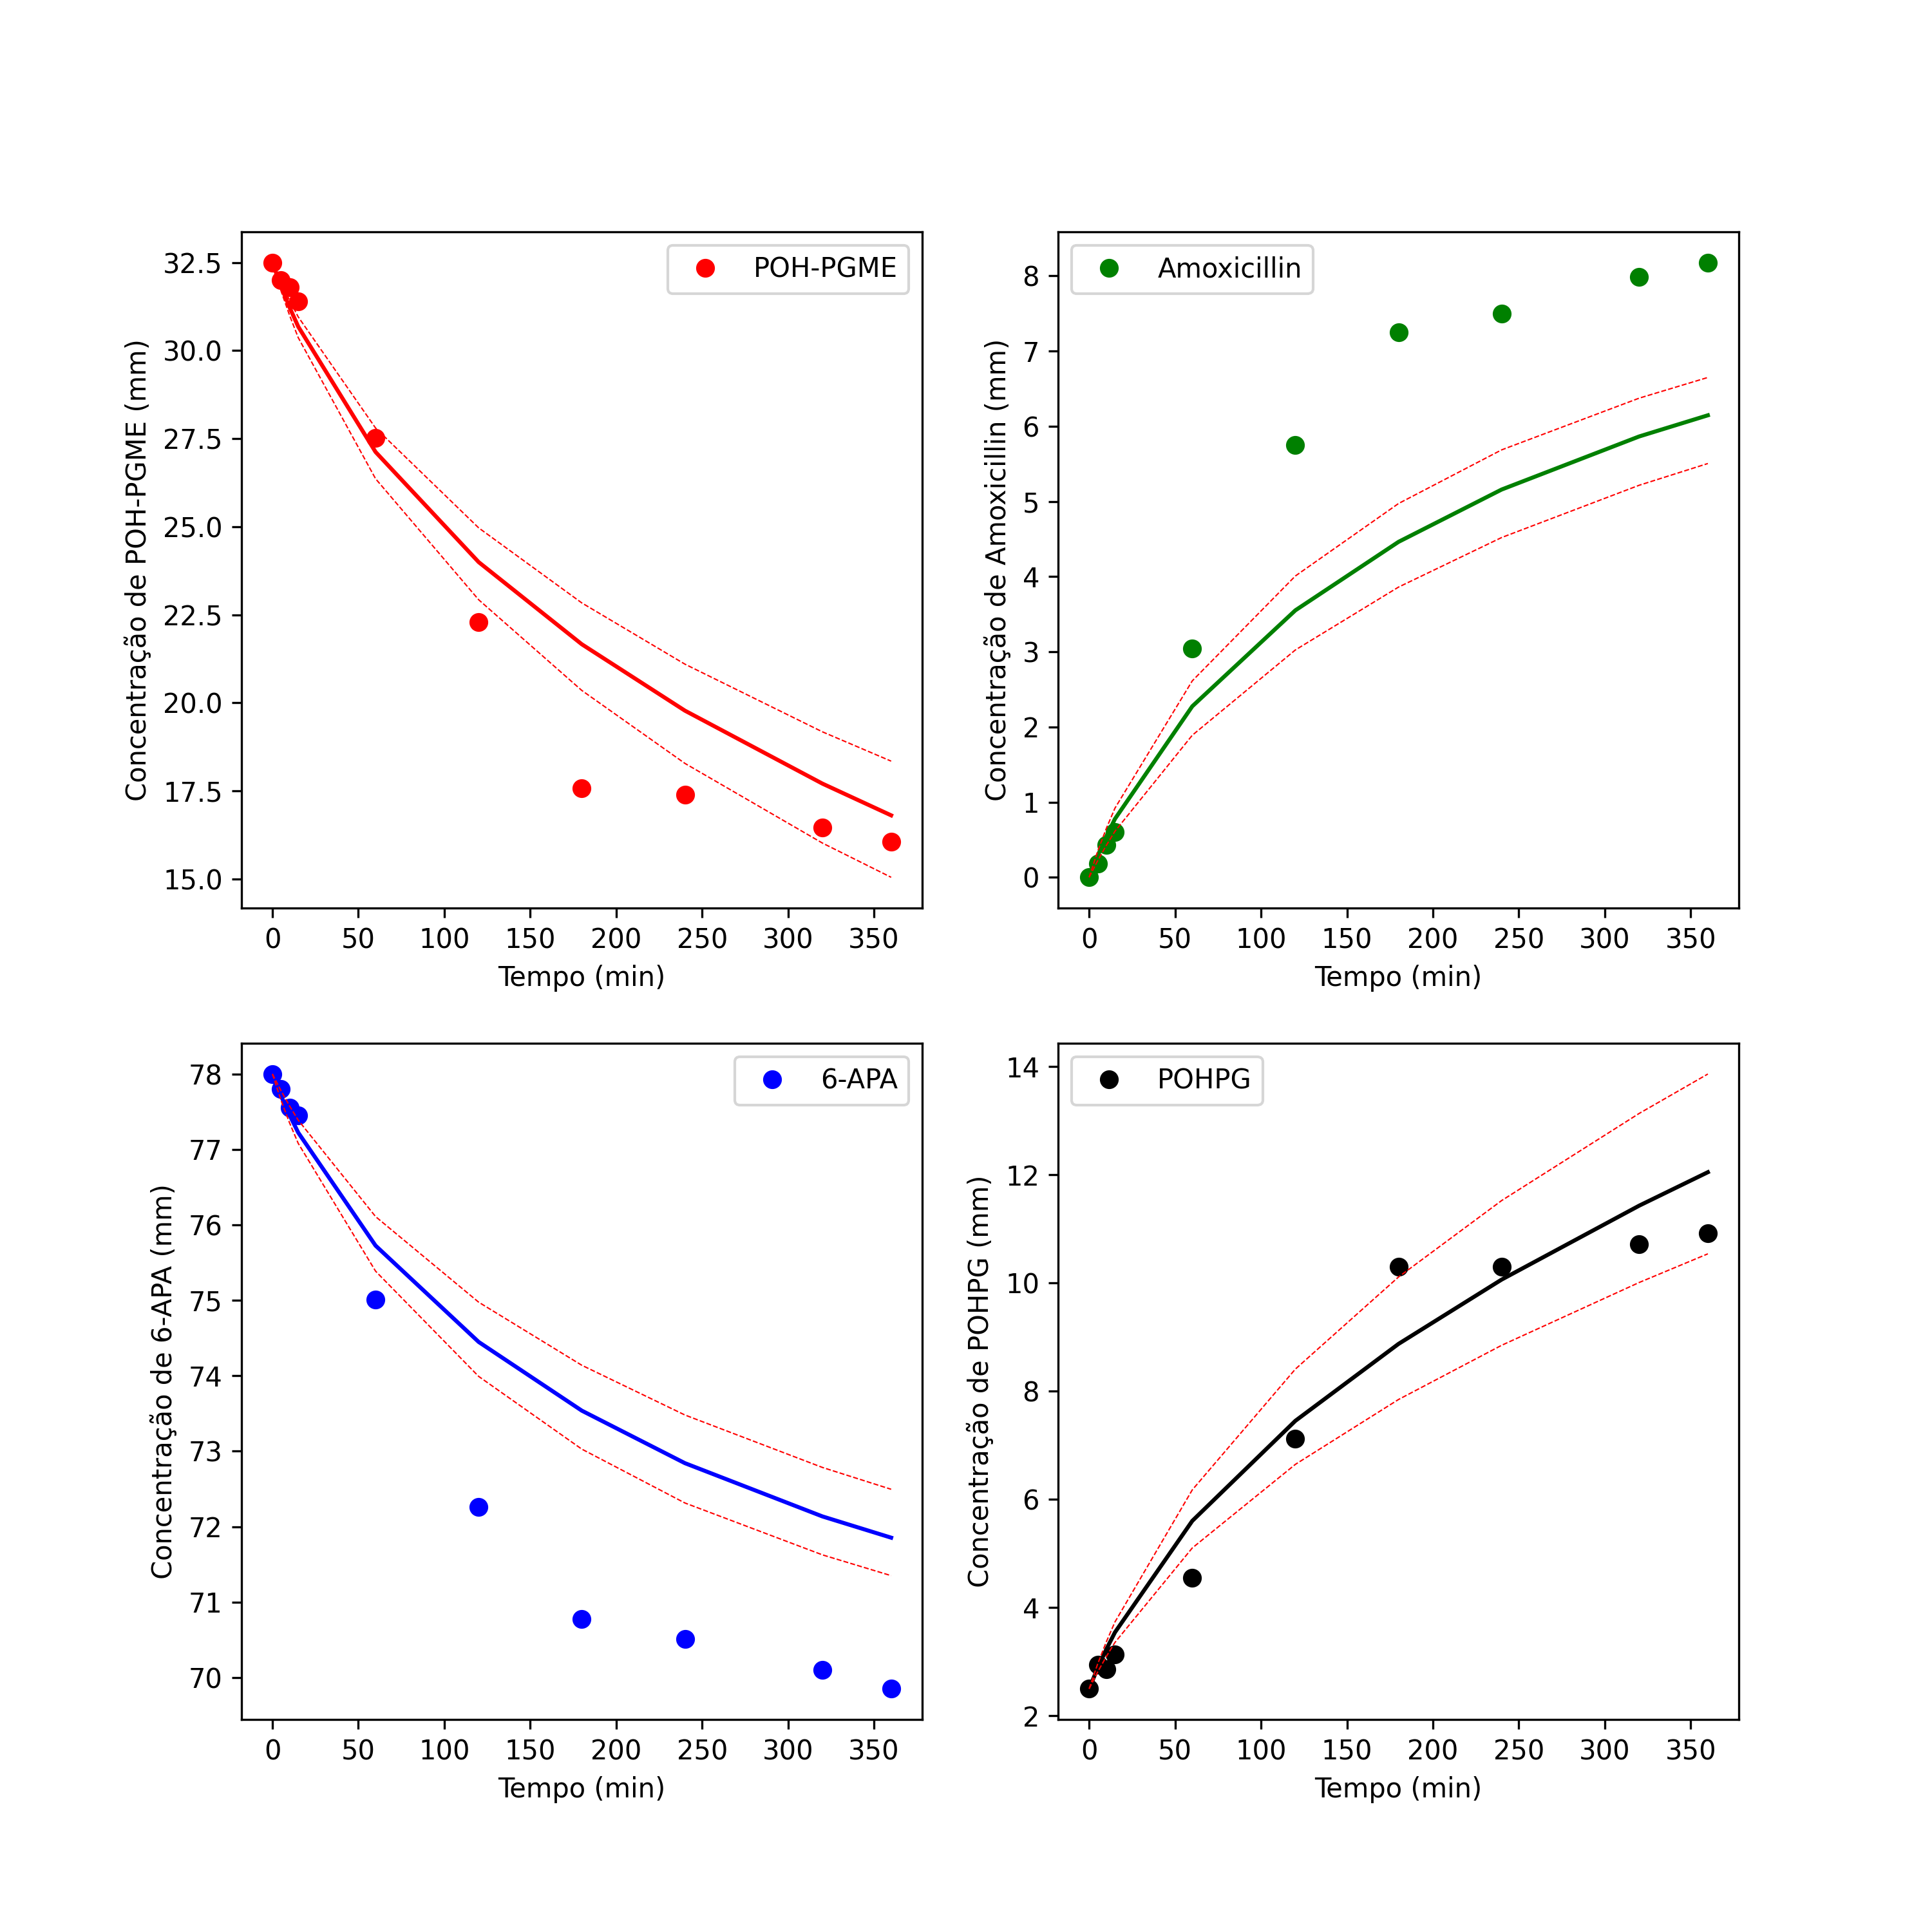 POH-PGME
Concentração de POH-PGME (mm)
32.5
30.0
27.5
25.0
22.5
20.0
17.5
15.0
0 50 100 150 200 250 300 350
Tempo (min)
Amoxicillin
Concentração de Amoxicillin (mm)
8
7
6
5
4
3
2
1
0
0 50 100 150 200 250 300 350
Tempo (min)
6-APA
Concentração de 6-APA (mm)
78
77
76
75
74
73
72
71
70
0 50 100 150 200 250 300 350
Tempo (min)
POHPG
Concentração de POHPG (mm)
14
12
10
8
6
4
2
0 50 100 150 200 250 300 350
Tempo (min)